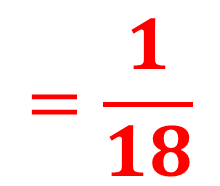 = 1/18